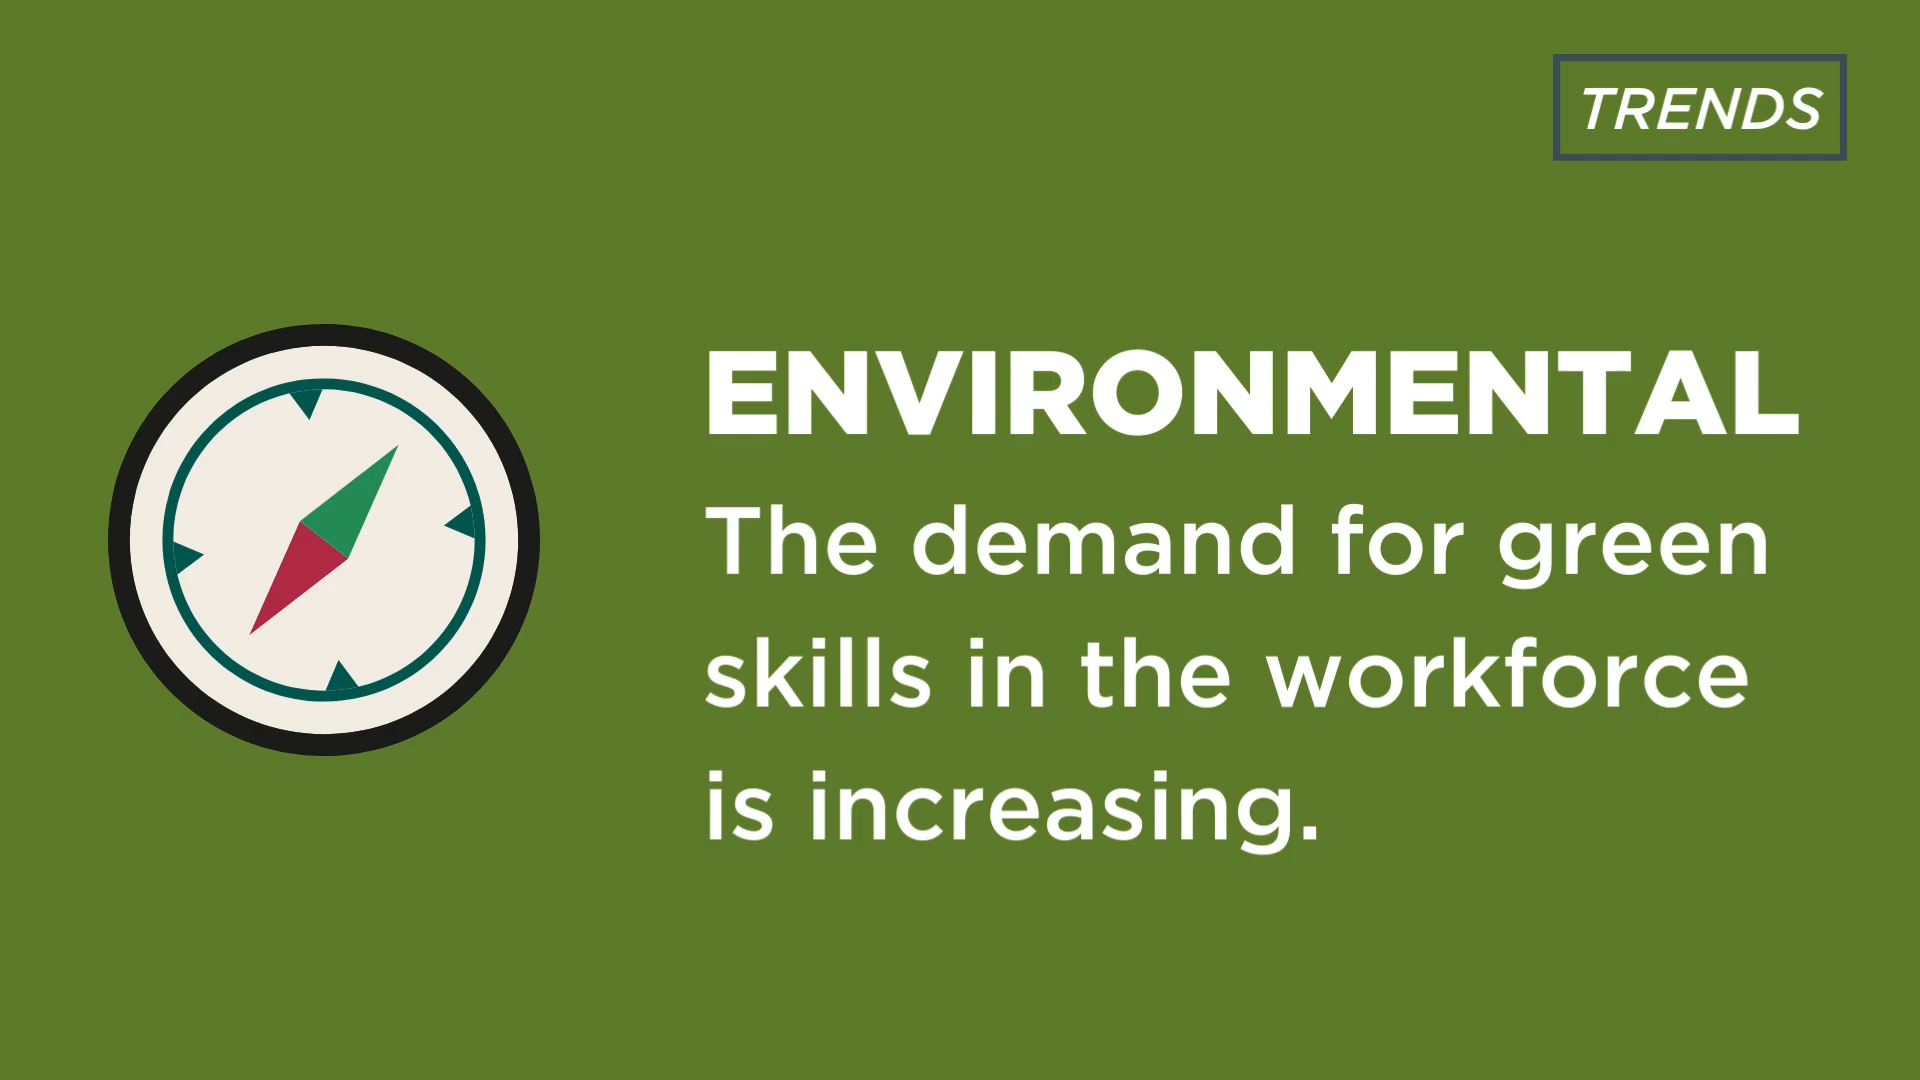 TRENDS
ENVIRONMENTAL
The demand for green
skills in the workforce
is increasing.